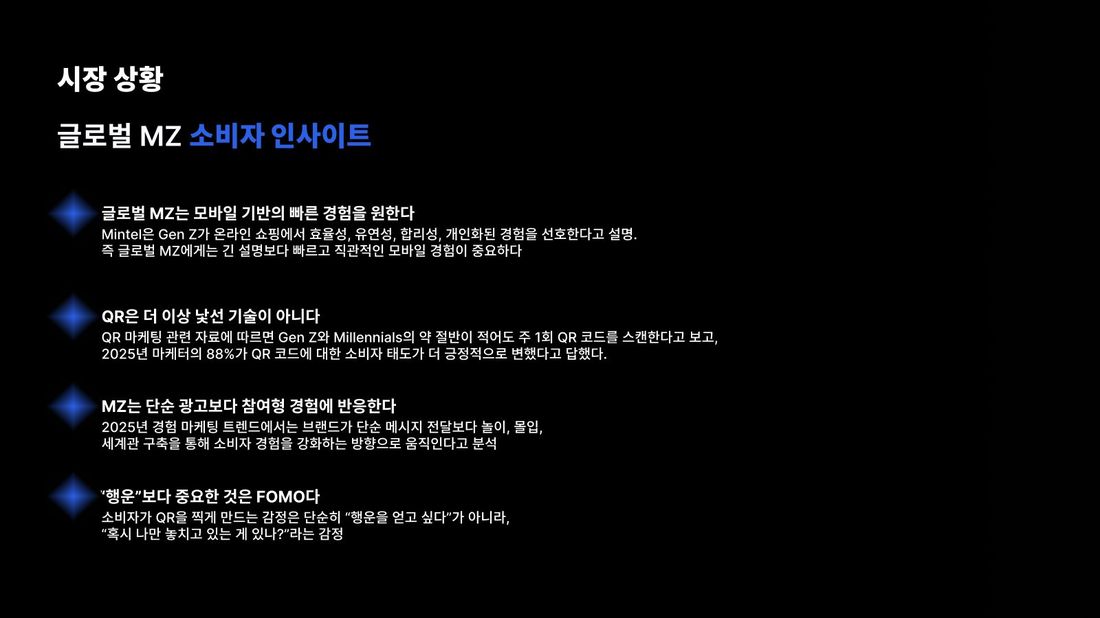 시장 상황
글로벌 MZ 소비자 인사이트
글로벌 MZ는 모바일 기반의 빠른 경험을 원한다
Mintel은 Gen Z가 온라인 쇼핑에서 효율성, 유연성, 합리성, 개인화된 경험을 선호한다고 설명.
즉 글로벌 MZ에게는 긴 설명보다 빠르고 직관적인 모바일 경험이 중요하다
QR은 더 이상 낯선 기술이 아니다
QR 마케팅 관련 자료에 따르면 Gen Z와 Millennials의 약 절반이 적어도 주 1회 QR 코드를 스캔한다고 보고,
2025년 마케터의 88%가 QR 코드에 대한 소비자 태도가 더 긍정적으로 변했다고 답했다.
MZ는 단순 광고보다 참여형 경험에 반응한다
2025년 경험 마케팅 트렌드에서는 브랜드가 단순 메시지 전달보다 놀이, 몰입,
세계관 구축을 통해 소비자 경험을 강화하는 방향으로 움직인다고 분석
“행운”보다 중요한 것은 FOMO다
소비자가 QR을 찍게 만드는 감정은 단순히 “행운을 얻고 싶다”가 아니라,
“혹시 나만 놓치고 있는 게 있나?”라는 감정